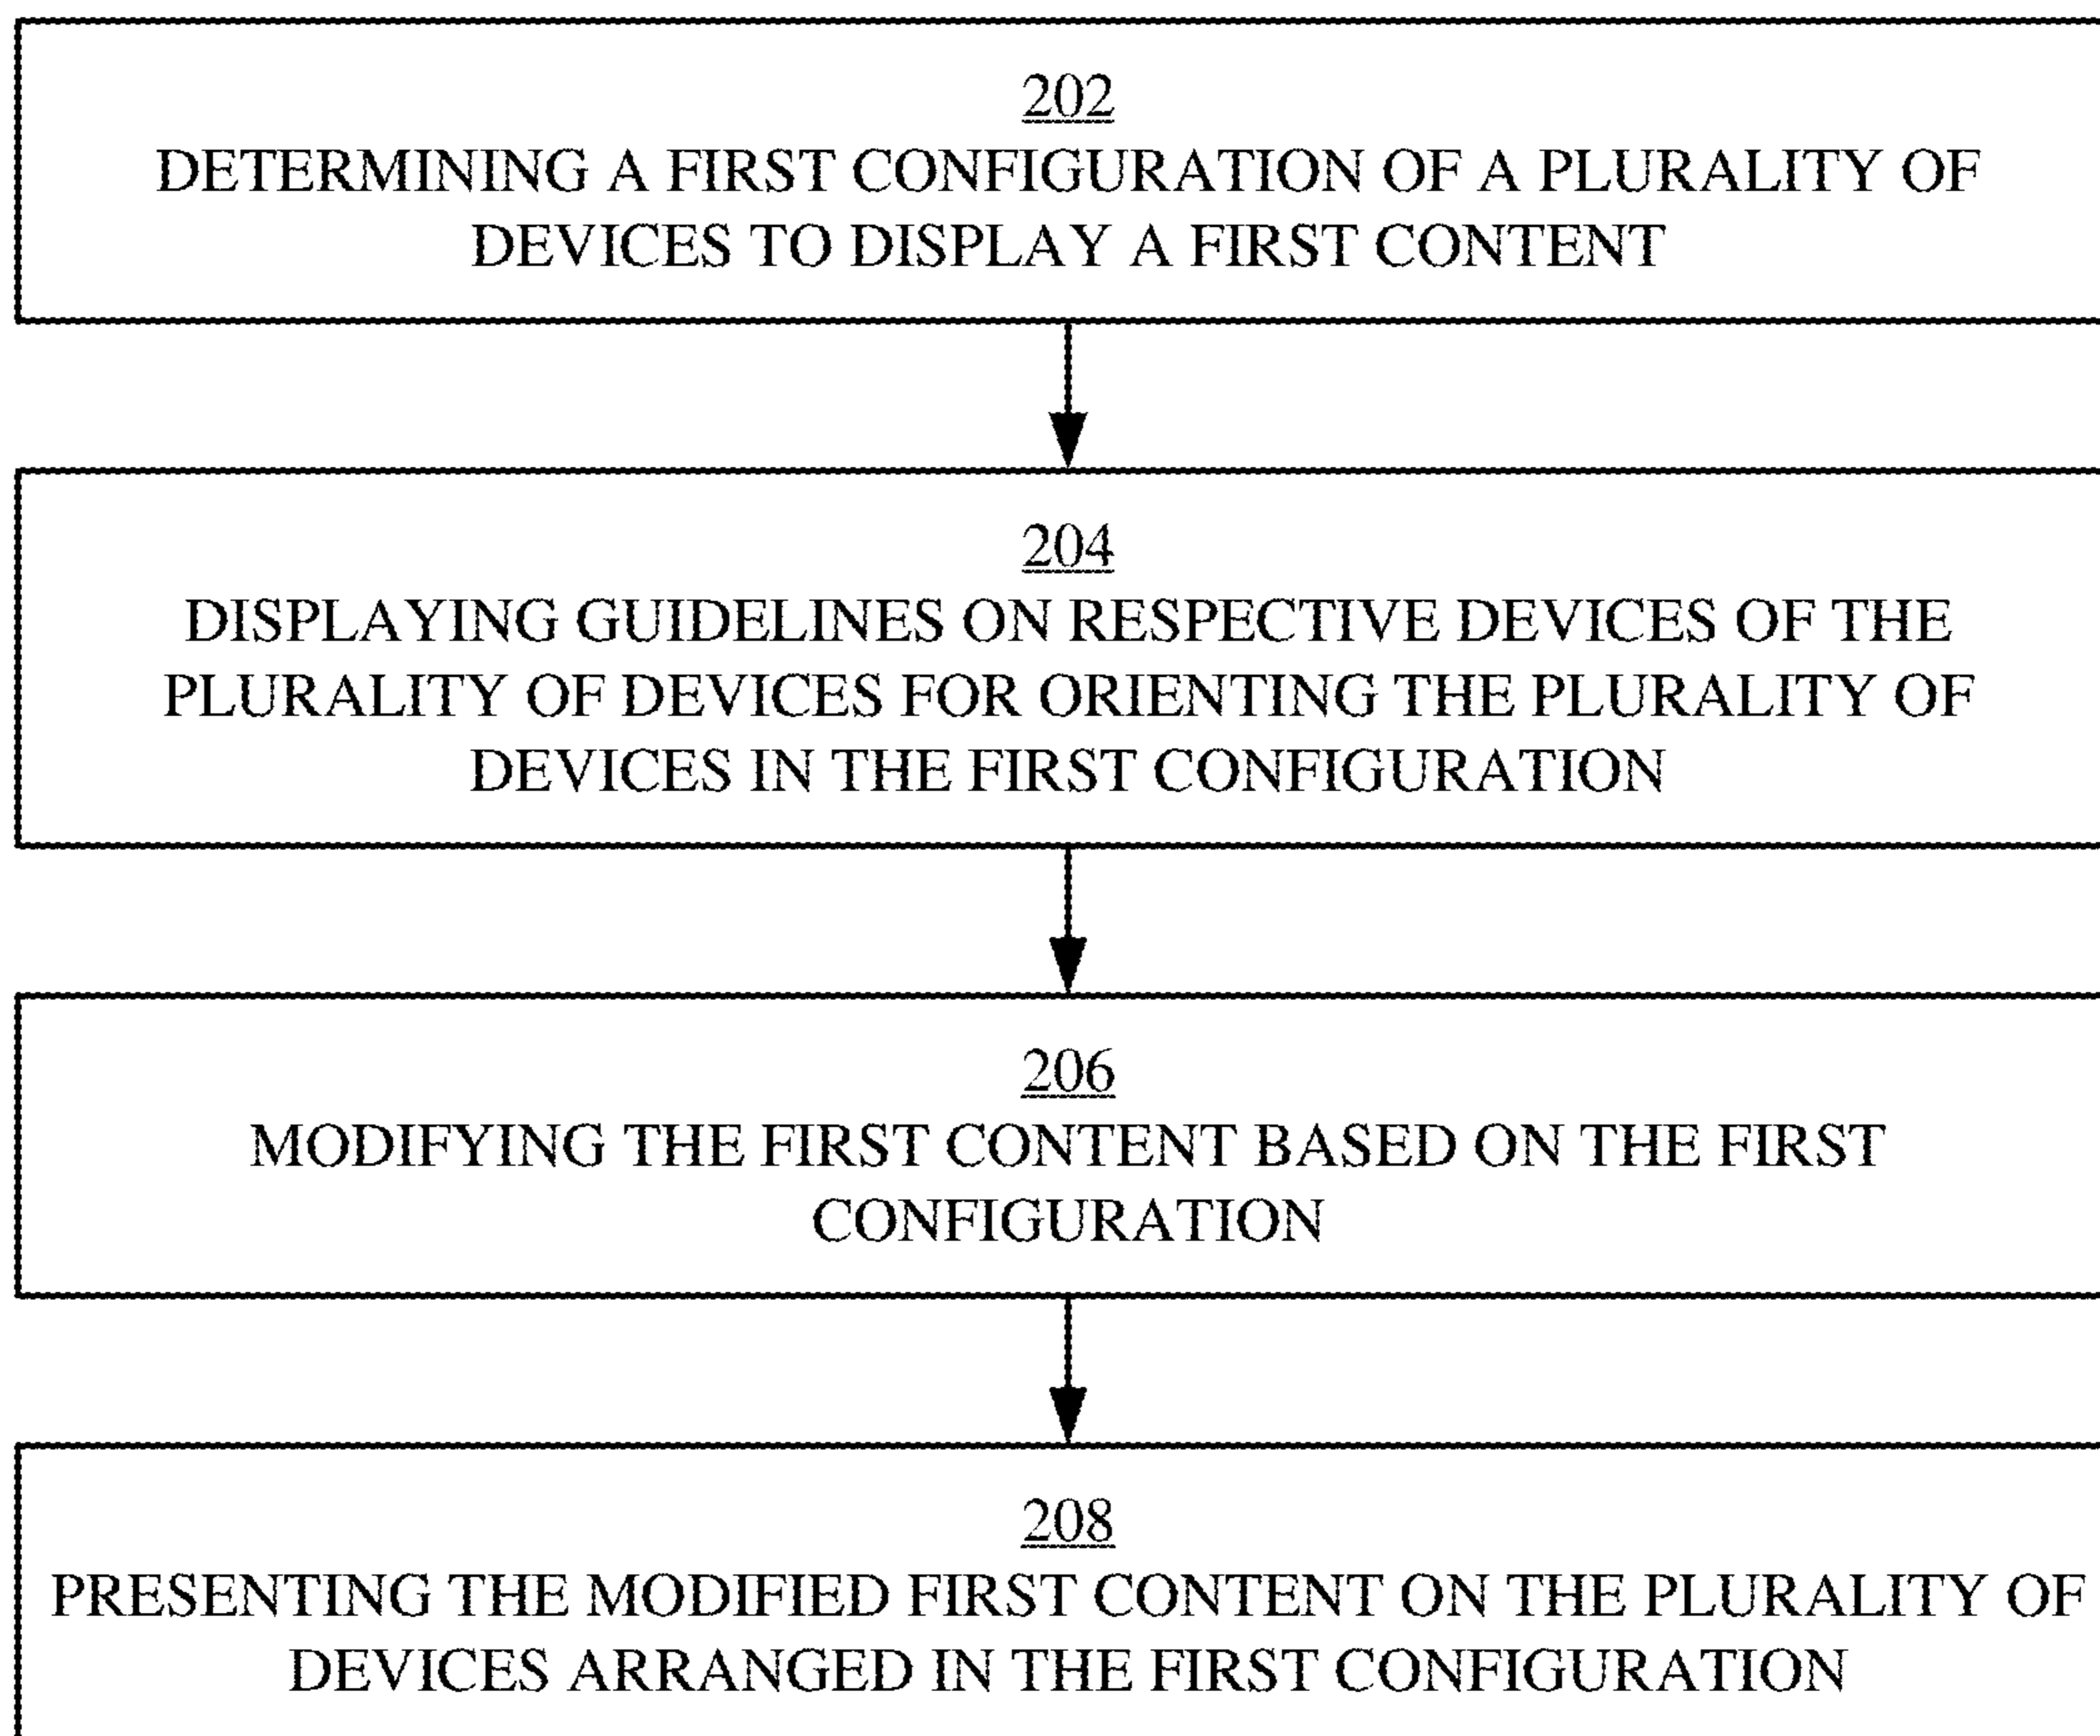 202
DETERMINING A FIRST CONFIGURATION OF A PLURALITY OF
DEVICES TO DISPLAY A FIRST CONTENT
204
DISPLAYING GUIDELINES ON RESPECTIVE DEVICES OF THE
PLURALITY OF DEVICES FOR ORIENTING THE PLURALITY OF
DEVICES IN THE FIRST CONFIGURATION
206
MODIFYING THE FIRST CONTENT BASED ON THE FIRST
CONFIGURATION
208
PRESENTING THE MODIFIED FIRST CONTENT ON THE PLURALITY OF
DEVICES ARRANGED IN THE FIRST CONFIGURATION